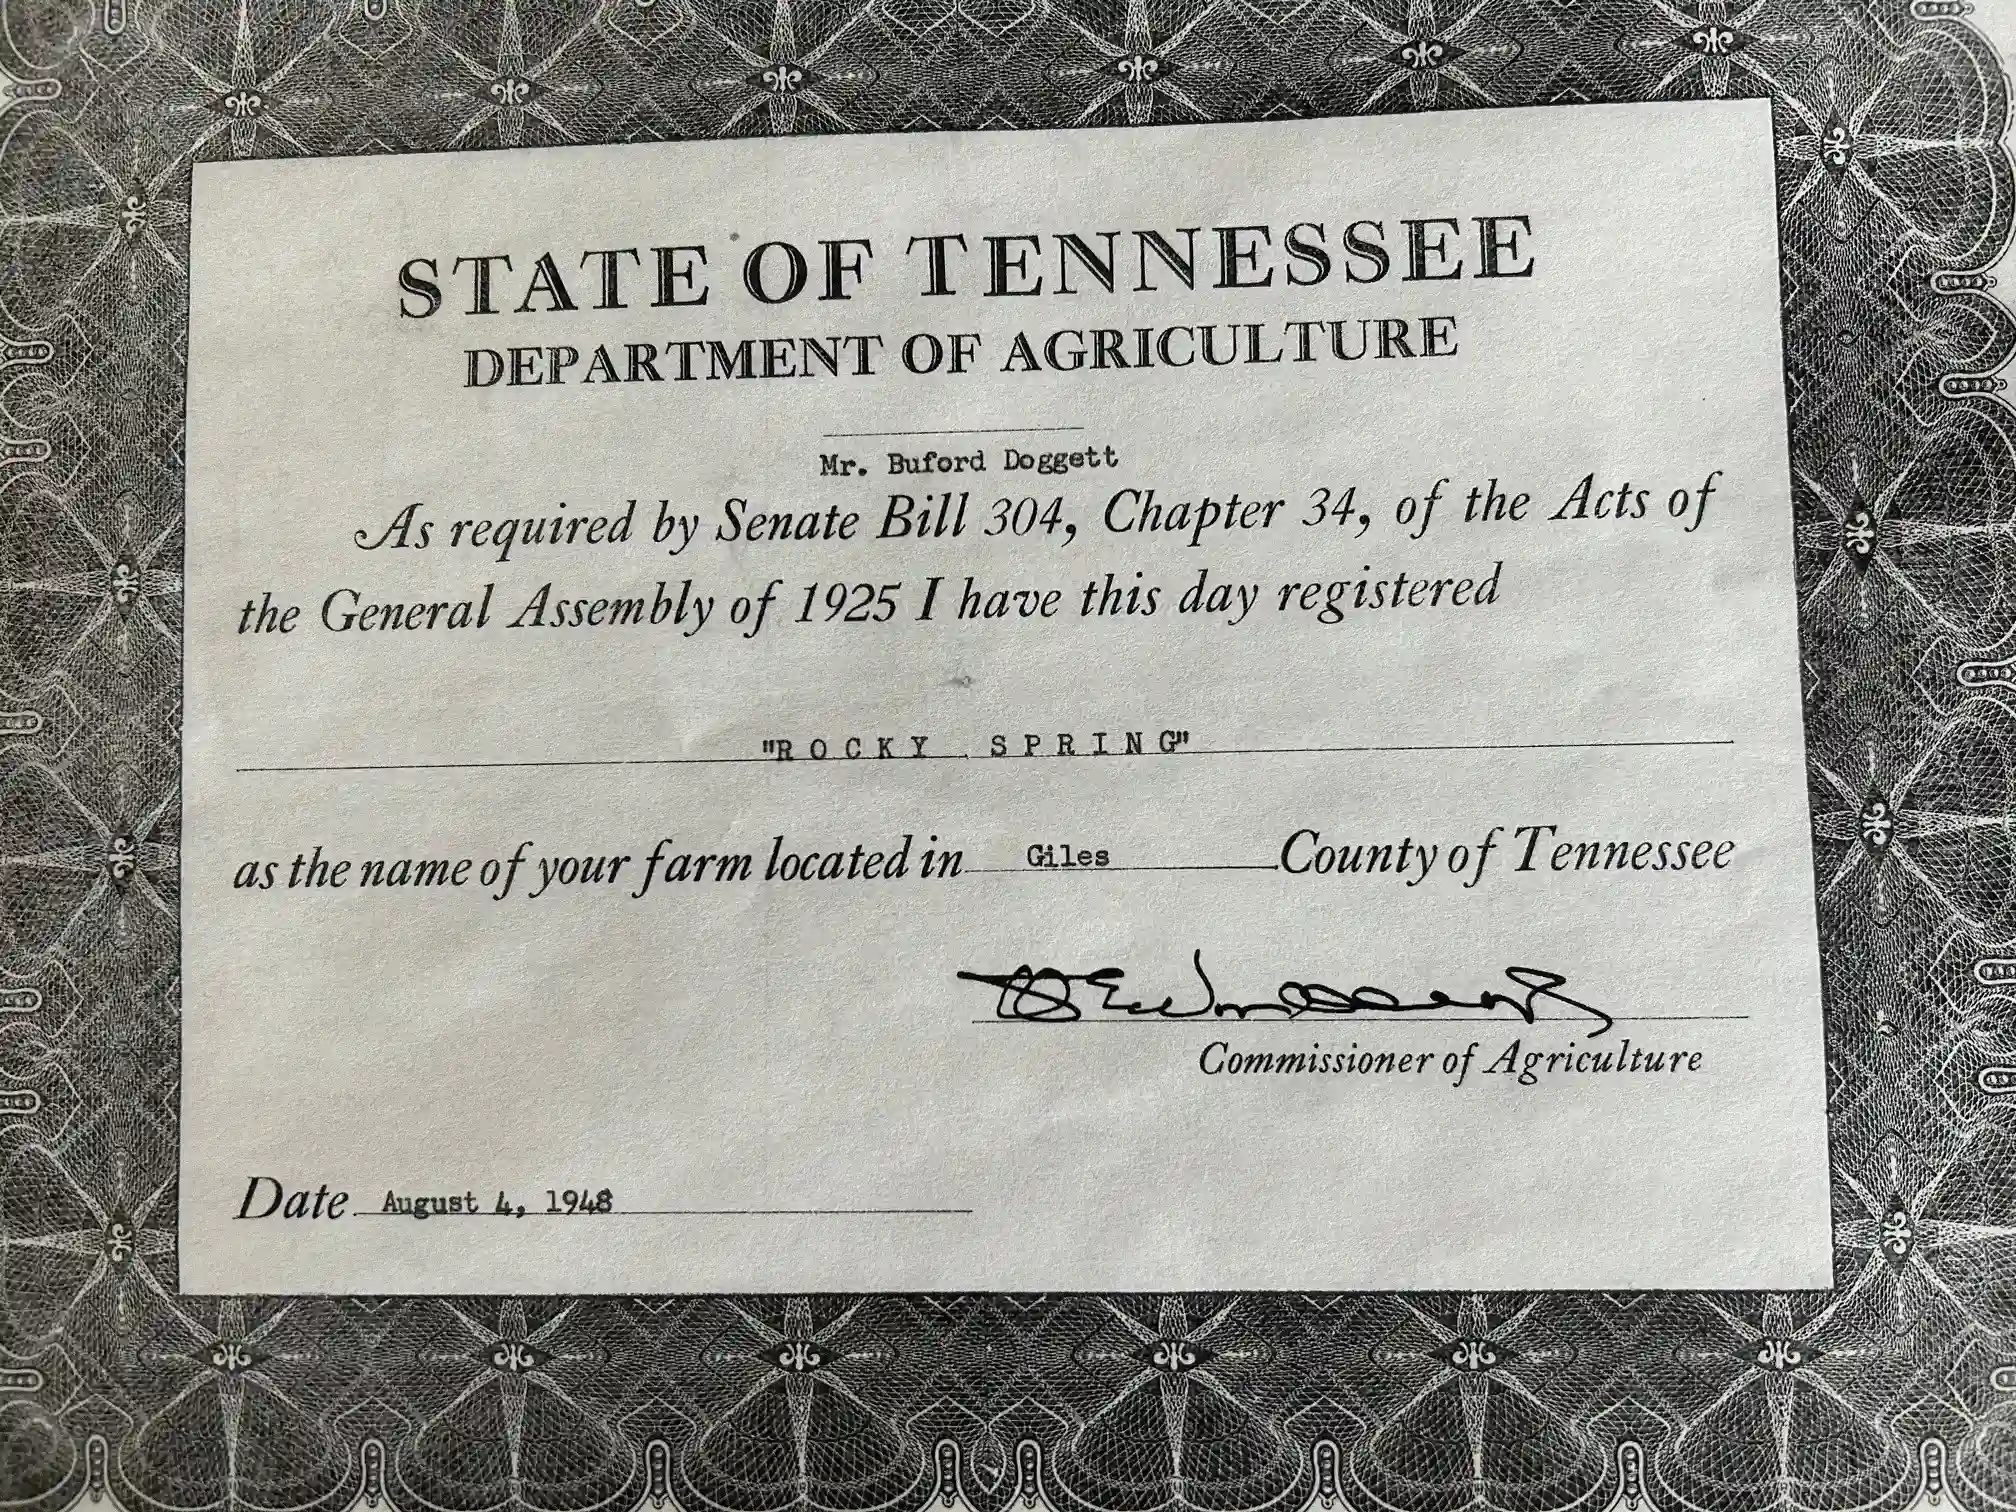 STATE OF TENNESSEE
DEPARTMENT OF AGRICULTURE
Mr. Buford Doggett
As required by Senate Bill 304, Chapter 34, of the Acts of
the General Assembly of 1925 I have this day registered
"ROCKY SPRING"
as the name of your farm located in Giles County of Tennessee
Commissioner of Agriculture
Date August 4, 1948